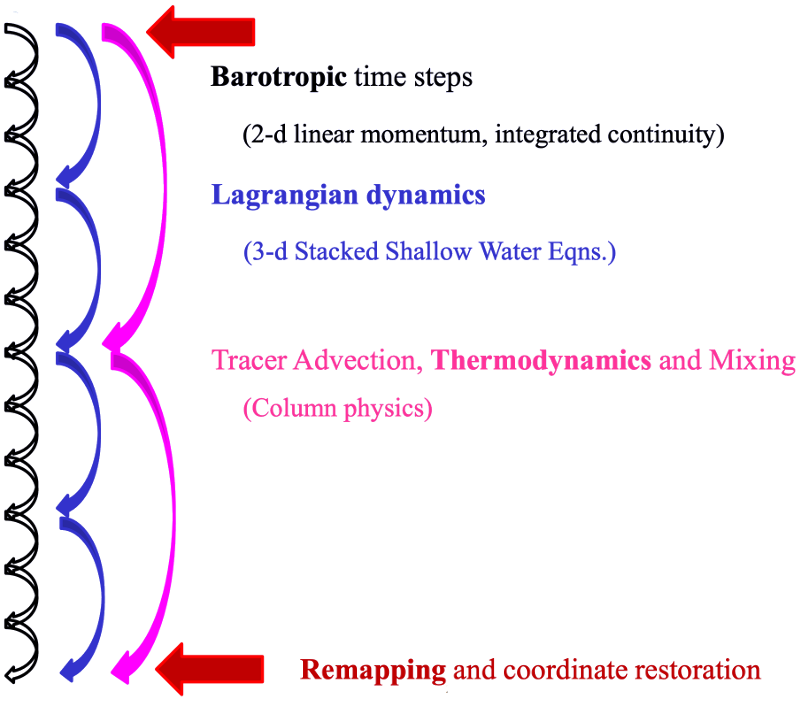 Barotropic time steps
(2-d linear momentum, integrated continuity)
Lagrangian dynamics
(3-d Stacked Shallow Water Eqns.)
Tracer Advection, Thermodynamics and Mixing
(Column physics)
Remapping and coordinate restoration